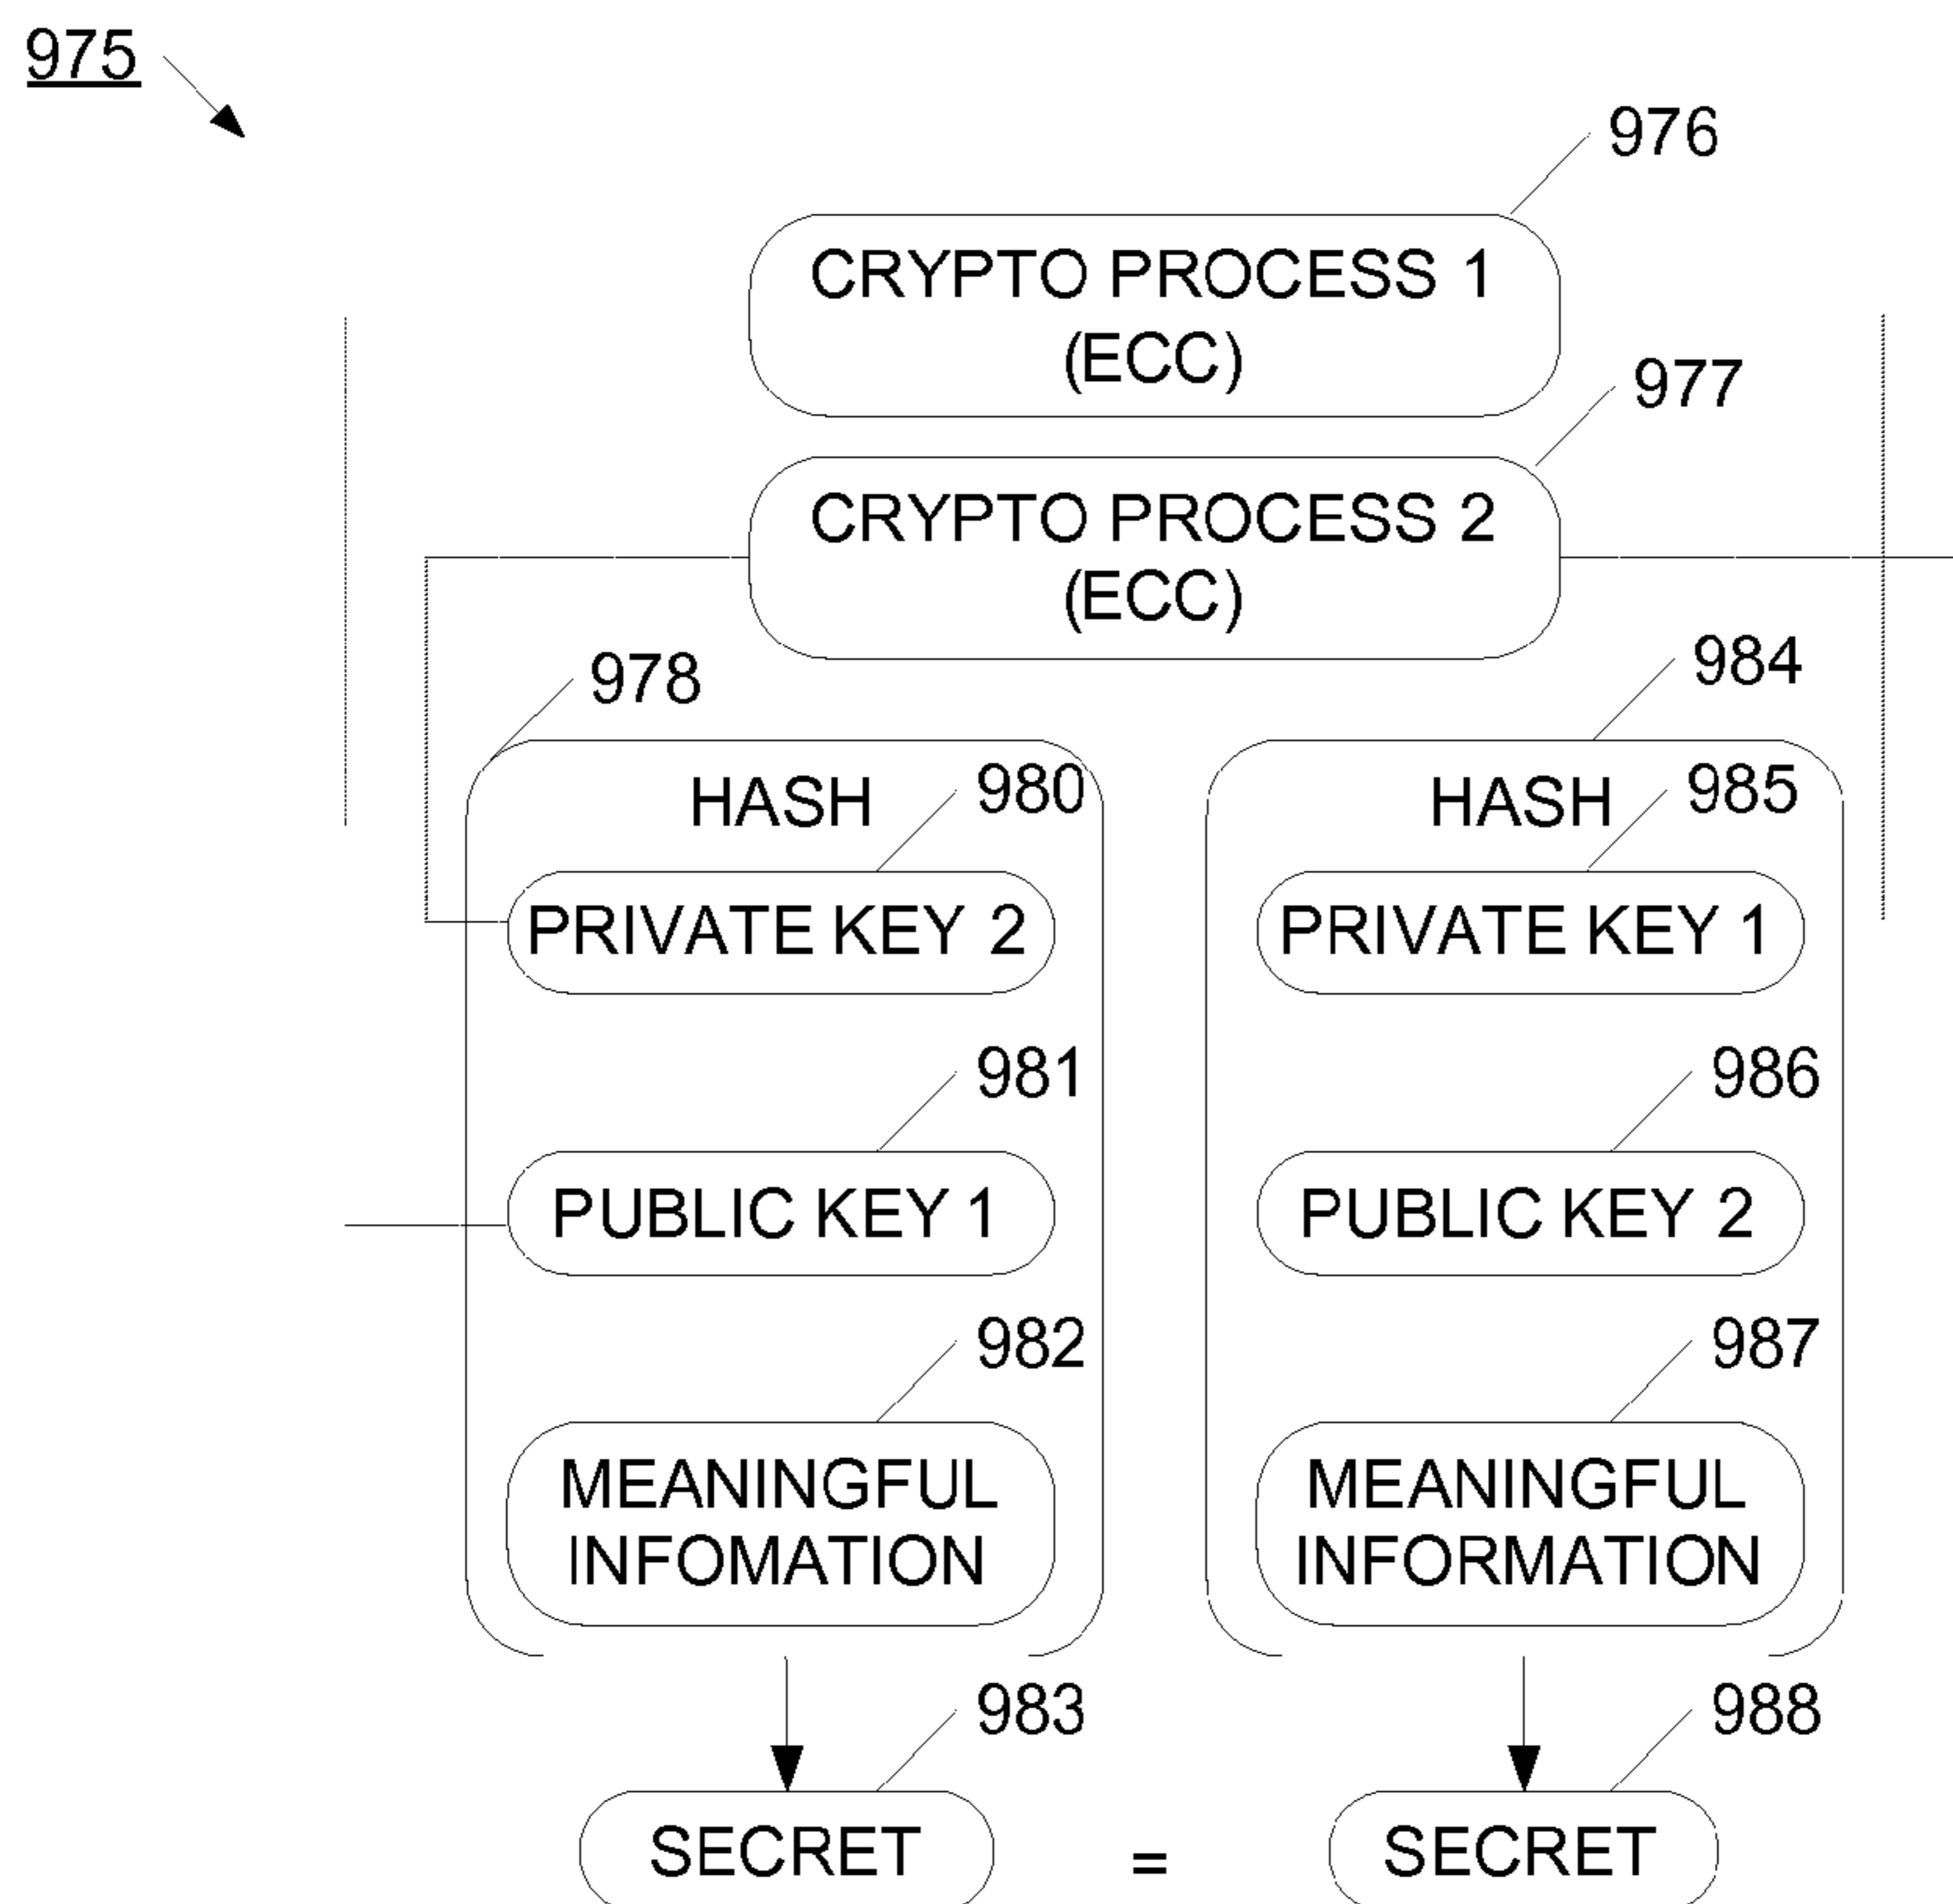 975
976
CRYPTO PROCESS 1
(ECC)
977
CRYPTO PROCESS 2
(ECC)
978
984
HASH
980
HASH
985
PRIVATE KEY 2
PRIVATE KEY 1
981
986
PUBLIC KEY 1
PUBLIC KEY 2
982
987
MEANINGFUL
INFOMATION
MEANINGFUL
INFORMATION
983
988
SECRET
=
SECRET